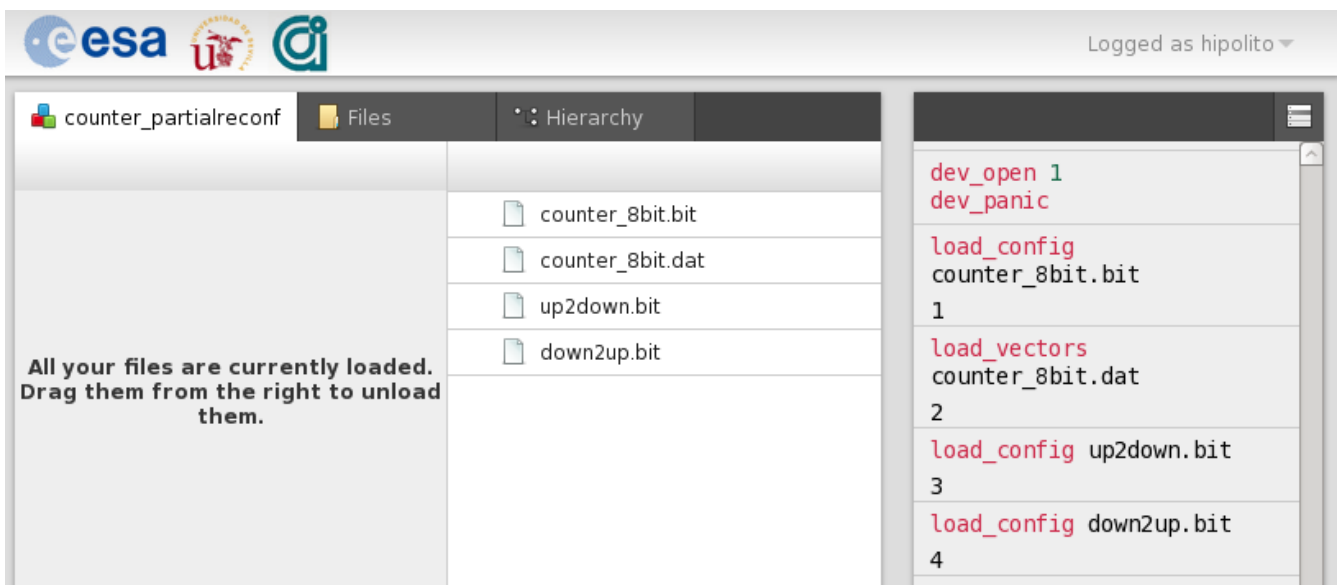 esa
Logged as hipolito
counter_partialreconf
Files
Hierarchy
counter_8bit.bit
counter_8bit.dat
up2down.bit
down2up.bit
All your files are currently loaded.
Drag them from the right to unload
them.
dev_open 1
dev_panic
load_config
counter_8bit.bit
1
load_vectors
counter_8bit.dat
2
load_config up2down.bit
3
load_config down2up.bit
4